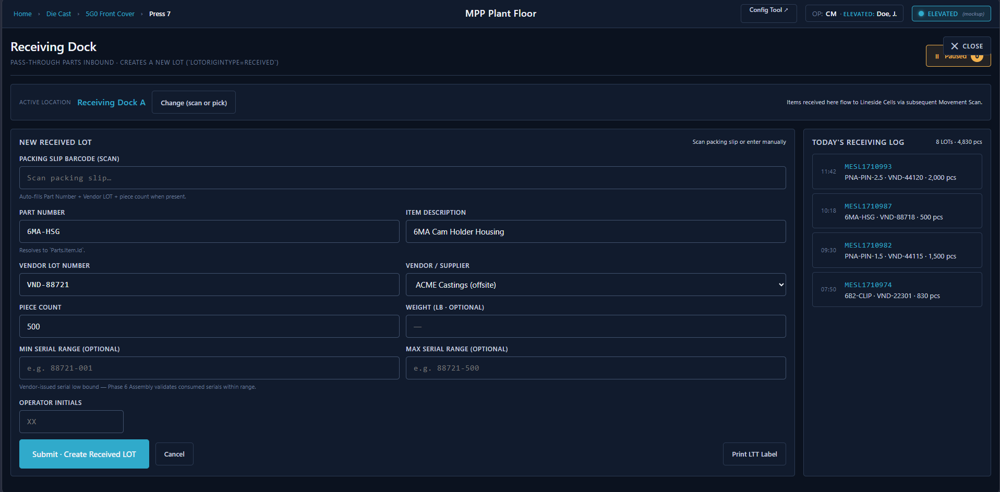 Home › Die Cast › 5G0 Front Cover › Press 7
MPP Plant Floor
Config Tool ↗
OP: CM · ELEVATED: Doe, J.
ELEVATED (mockup)
Receiving Dock
PASS-THROUGH PARTS INBOUND · CREATES A NEW LOT (`LOTORIGINTYPE=RECEIVED`)
CLOSE
Paused 0
ACTIVE LOCATION Receiving Dock A Change (scan or pick)
Items received here flow to Lineside Cells via subsequent Movement Scan.
NEW RECEIVED LOT
Scan packing slip or enter manually
PACKING SLIP BARCODE (SCAN)
Scan packing slip…
Auto-fills Part Number + Vendor LOT + piece count when present.
PART NUMBER
6MA-HSG
Resolves to `Parts.Item.Id`.
ITEM DESCRIPTION
6MA Cam Holder Housing
VENDOR LOT NUMBER
VND-88721
VENDOR / SUPPLIER
ACME Castings (offsite)
PIECE COUNT
500
WEIGHT (LB · OPTIONAL)
—
MIN SERIAL RANGE (OPTIONAL)
e.g. 88721-001
Vendor-issued serial low bound — Phase 6 Assembly validates consumed serials within range.
MAX SERIAL RANGE (OPTIONAL)
e.g. 88721-500
OPERATOR INITIALS
XX
Submit · Create Received LOT
Cancel
Print LTT Label
TODAY'S RECEIVING LOG
8 LOTs · 4,830 pcs
11:42
MESL1710993
PNA-PIN-2.5 · VND-44120 · 2,000 pcs
10:18
MESL1710987
6MA-HSG · VND-88718 · 500 pcs
09:30
MESL1710982
PNA-PIN-1.5 · VND-44115 · 1,500 pcs
07:50
MESL1710974
6B2-CLIP · VND-22301 · 830 pcs